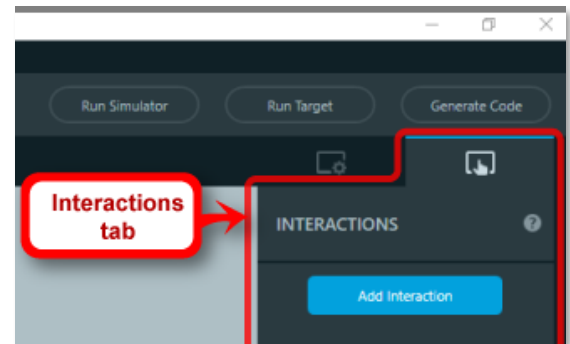 Run Simulator
Run Target
Generate Code
Interactions
tab
INTERACTIONS
?
Add Interaction